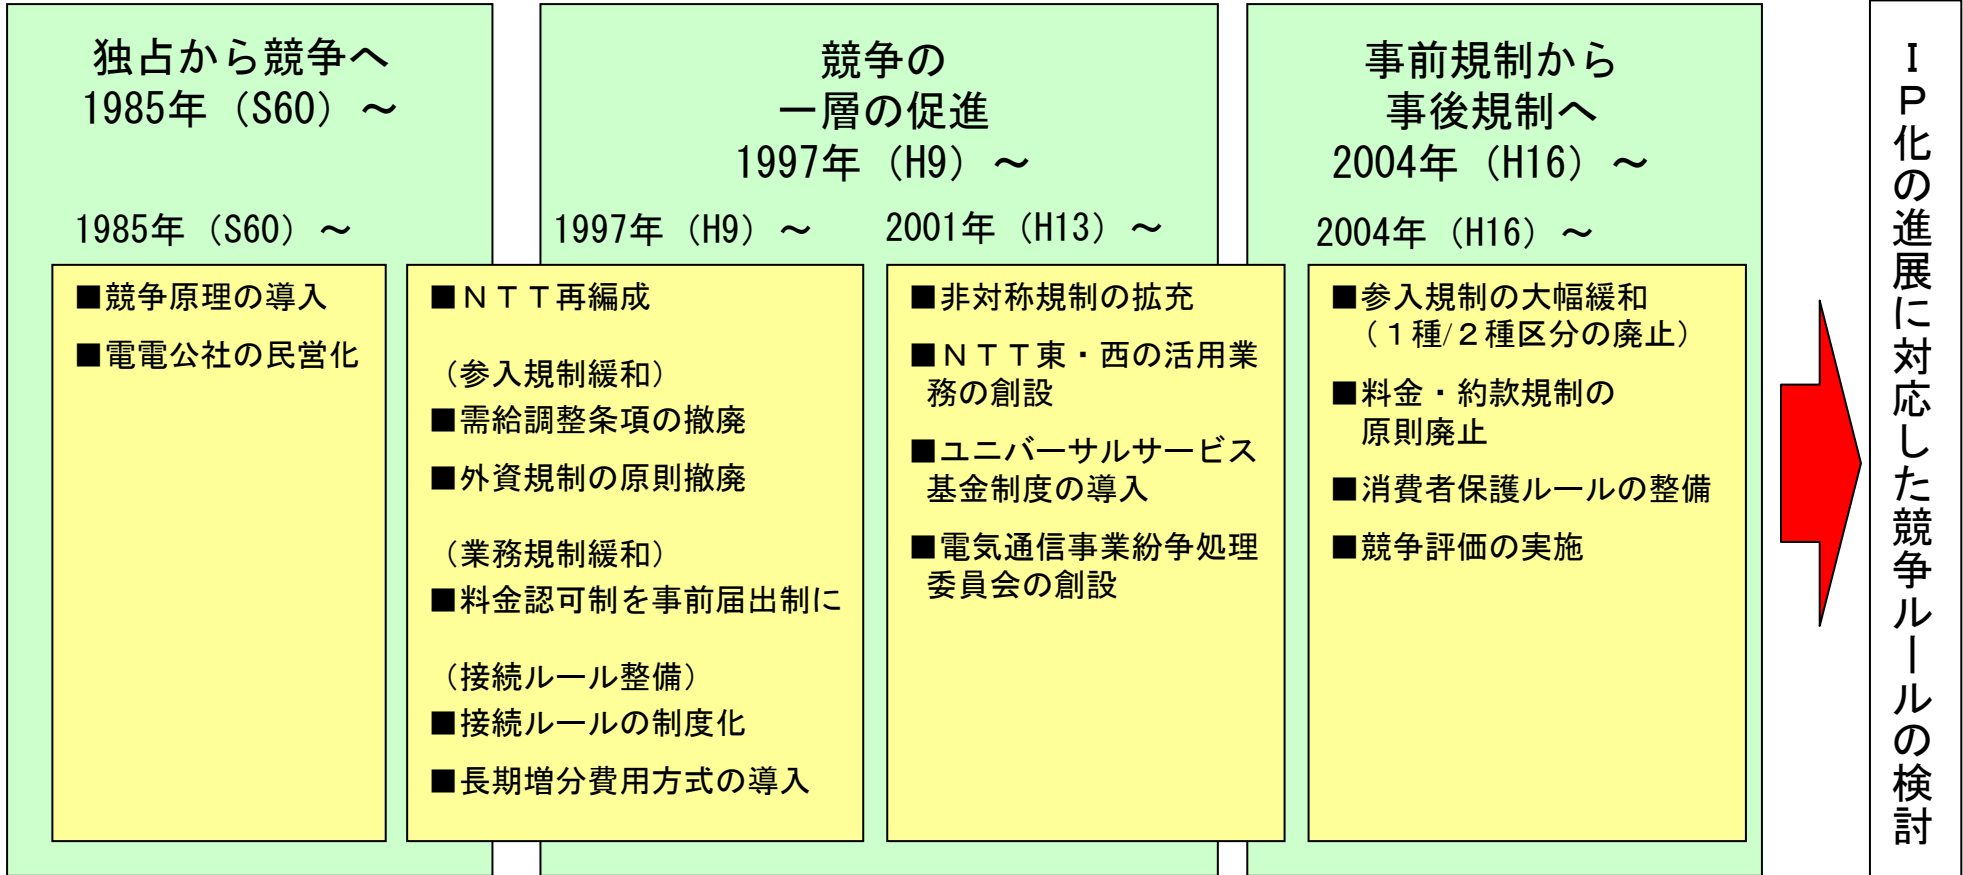 独占から競争へ
1985年（S60）～
競争の
一層の促進
1997年（H9）～
事前規制から
事後規制へ
2004年（H16）～
1985年（S60）～
■競争原理の導入
■電電公社の民営化
1997年（H9）～
■ＮＴＴ再編成
（参入規制緩和）
■需給調整条項の撤廃
■外資規制の原則撤廃
（業務規制緩和）
■料金認可制を事前届出制に
（接続ルール整備）
■接続ルールの制度化
■長期増分費用方式の導入
2001年（H13）～
■非対称規制の拡充
■ＮＴＴ東・西の活用業
務の創設
■ユニバーサルサービス
基金制度の導入
■電気通信事業紛争処理
委員会の創設
2004年（H16）～
■参入規制の大幅緩和
（１種/２種区分の廃止）
■料金・約款規制の
原則廃止
■消費者保護ルールの整備
■競争評価の実施
ＩＰ化の進展に対応した競争ルールの検討